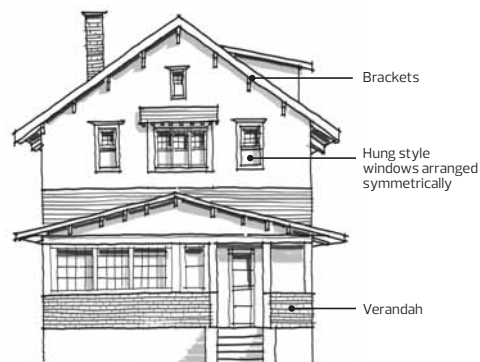 Brackets
Hung style
windows arranged
symmetrically
Verandah